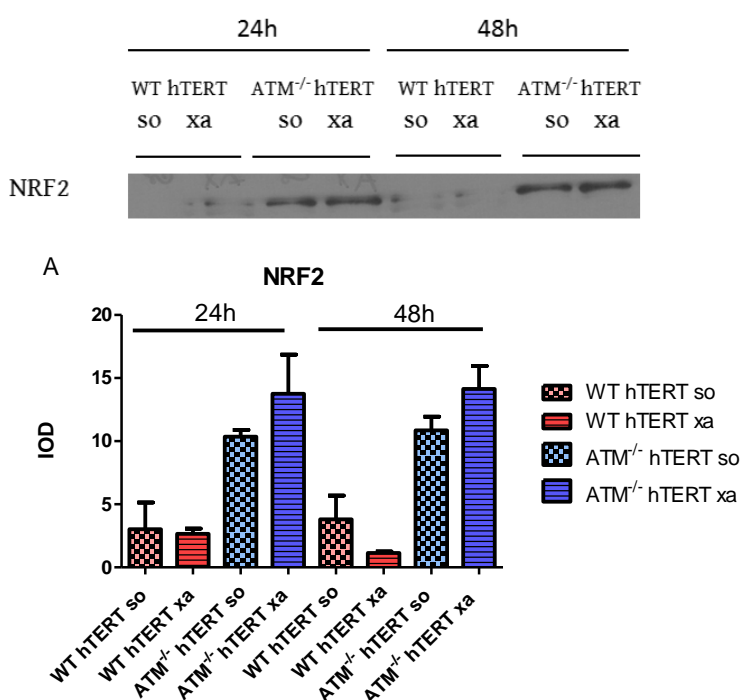 24h 48h
WT hTERT ATM-/- hTERT WT hTERT ATM-/- hTERT
so xa so xa so xa so xa
NRF2
A
NRF2
24h 48h
20
15
10
5
0
IOD
WT hTERT so
WT hTERT xa
ATM-/- hTERT so
ATM-/- hTERT xa
WT hTERT so
WT hTERT xa
ATM-/- hTERT so
ATM-/- hTERT xa
WT hTERT so
WT hTERT xa
ATM-/- hTERT so
ATM-/- hTERT xa